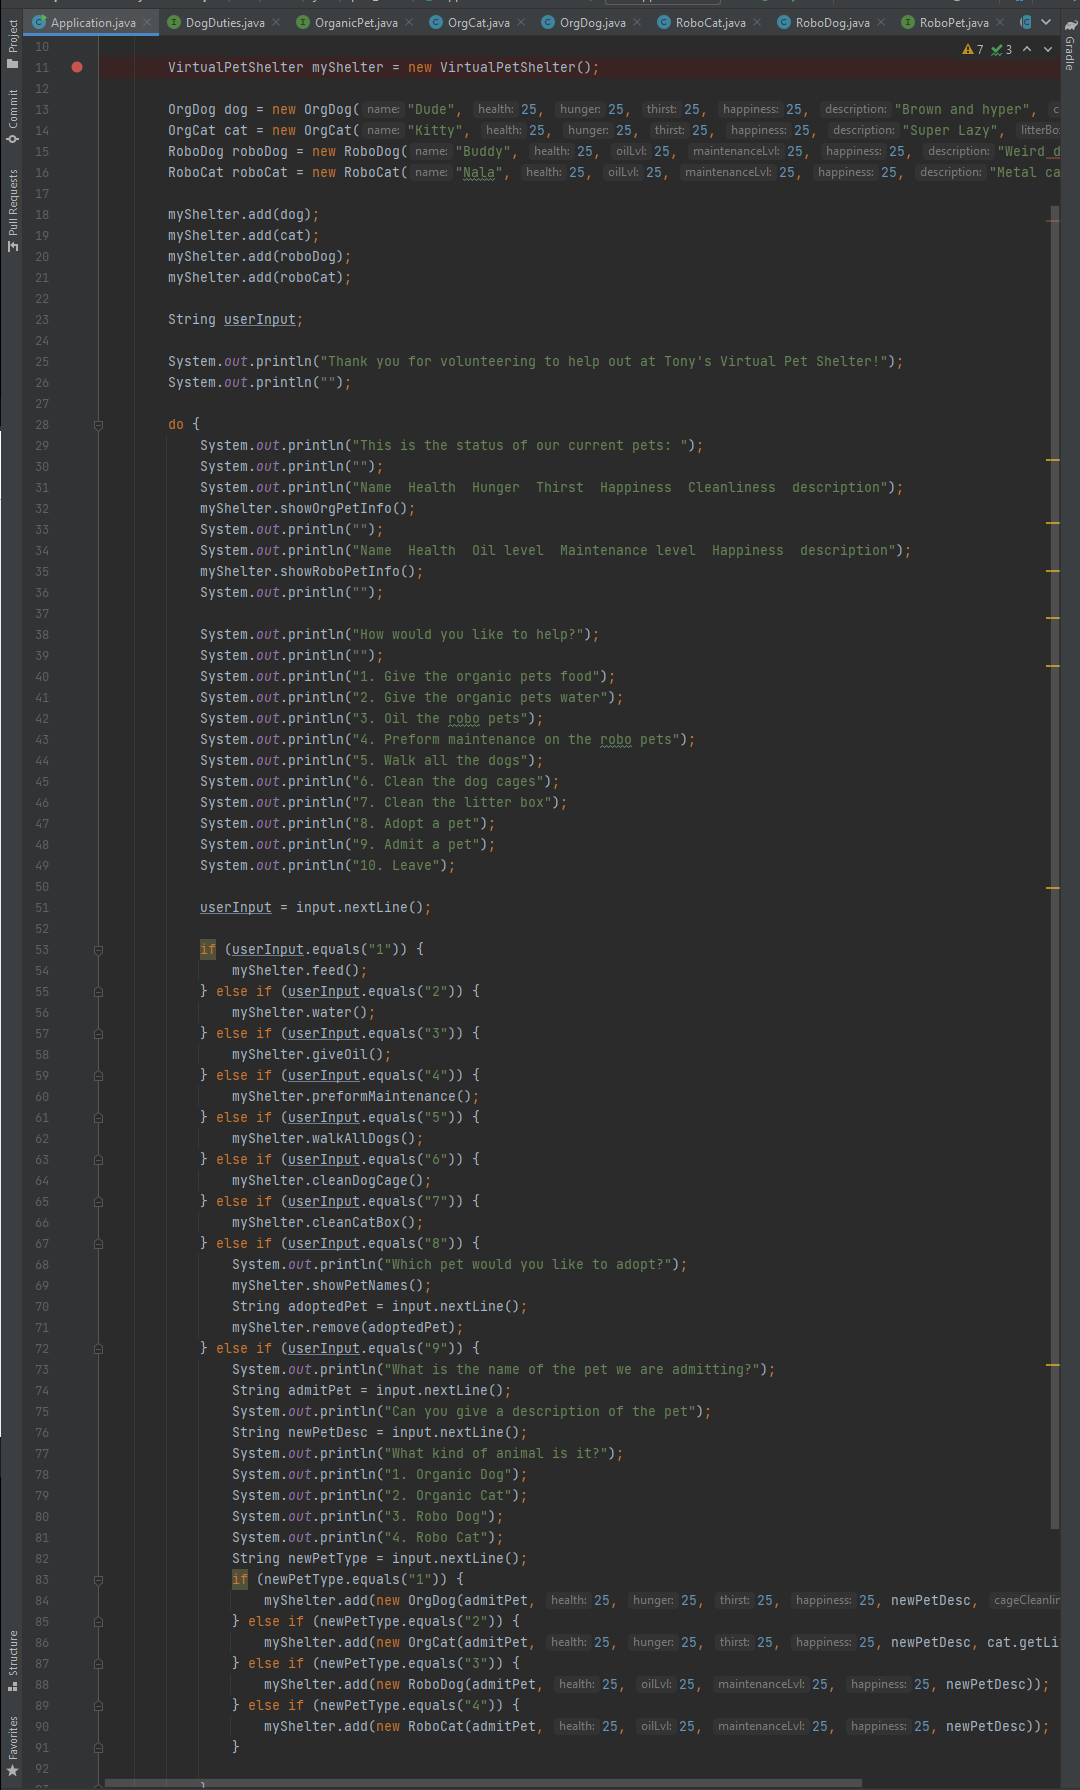 Application.java DogDuties.java OrganicPet.java OrgCat.java OrgDog.java RoboCat.java RoboDog.java RoboPet.java
Project
Commit
Pull Requests
Structure
Favorites
Gradle
7 3
10
11 VirtualPetShelter myShelter = new VirtualPetShelter();
12
13 OrgDog dog = new OrgDog( name: "Dude", health: 25, hunger: 25, thirst: 25, happiness: 25, description: "Brown and hyper", c
14 OrgCat cat = new OrgCat( name: "Kitty", health: 25, hunger: 25, thirst: 25, happiness: 25, description: "Super Lazy", litterBo
15 RoboDog roboDog = new RoboDog( name: "Buddy", health: 25, oilLvl: 25, maintenanceLvl: 25, happiness: 25, description: "Weird d
16 RoboCat roboCat = new RoboCat( name: "Nala", health: 25, oilLvl: 25, maintenanceLvl: 25, happiness: 25, description: "Metal ca
17
18 myShelter.add(dog);
19 myShelter.add(cat);
20 myShelter.add(roboDog);
21 myShelter.add(roboCat);
22
23 String userInput;
24
25 System.out.println("Thank you for volunteering to help out at Tony's Virtual Pet Shelter!");
26 System.out.println("");
27
28 do {
29 System.out.println("This is the status of our current pets: ");
30 System.out.println("");
31 System.out.println("Name  Health  Hunger  Thirst  Happiness  Cleanliness  description");
32 myShelter.showOrgPetInfo();
33 System.out.println("");
34 System.out.println("Name  Health  Oil level  Maintenance level  Happiness  description");
35 myShelter.showRoboPetInfo();
36 System.out.println("");
37
38 System.out.println("How would you like to help?");
39 System.out.println("");
40 System.out.println("1. Give the organic pets food");
41 System.out.println("2. Give the organic pets water");
42 System.out.println("3. Oil the robo pets");
43 System.out.println("4. Preform maintenance on the robo pets");
44 System.out.println("5. Walk all the dogs");
45 System.out.println("6. Clean the dog cages");
46 System.out.println("7. Clean the litter box");
47 System.out.println("8. Adopt a pet");
48 System.out.println("9. Admit a pet");
49 System.out.println("10. Leave");
50
51 userInput = input.nextLine();
52
53 if (userInput.equals("1")) {
54 myShelter.feed();
55 } else if (userInput.equals("2")) {
56 myShelter.water();
57 } else if (userInput.equals("3")) {
58 myShelter.giveOil();
59 } else if (userInput.equals("4")) {
60 myShelter.preformMaintenance();
61 } else if (userInput.equals("5")) {
62 myShelter.walkAllDogs();
63 } else if (userInput.equals("6")) {
64 myShelter.cleanDogCage();
65 } else if (userInput.equals("7")) {
66 myShelter.cleanCatBox();
67 } else if (userInput.equals("8")) {
68 System.out.println("Which pet would you like to adopt?");
69 myShelter.showPetNames();
70 String adoptedPet = input.nextLine();
71 myShelter.remove(adoptedPet);
72 } else if (userInput.equals("9")) {
73 System.out.println("What is the name of the pet we are admitting?");
74 String admitPet = input.nextLine();
75 System.out.println("Can you give a description of the pet");
76 String newPetDesc = input.nextLine();
77 System.out.println("What kind of animal is it?");
78 System.out.println("1. Organic Dog");
79 System.out.println("2. Organic Cat");
80 System.out.println("3. Robo Dog");
81 System.out.println("4. Robo Cat");
82 String newPetType = input.nextLine();
83 if (newPetType.equals("1")) {
84 myShelter.add(new OrgDog(admitPet, health: 25, hunger: 25, thirst: 25, happiness: 25, newPetDesc, cageCleanlin
85 } else if (newPetType.equals("2")) {
86 myShelter.add(new OrgCat(admitPet, health: 25, hunger: 25, thirst: 25, happiness: 25, newPetDesc, cat.getLi
87 } else if (newPetType.equals("3")) {
88 myShelter.add(new RoboDog(admitPet, health: 25, oilLvl: 25, maintenanceLvl: 25, happiness: 25, newPetDesc));
89 } else if (newPetType.equals("4")) {
90 myShelter.add(new RoboCat(admitPet, health: 25, oilLvl: 25, maintenanceLvl: 25, happiness: 25, newPetDesc));
91 }
92